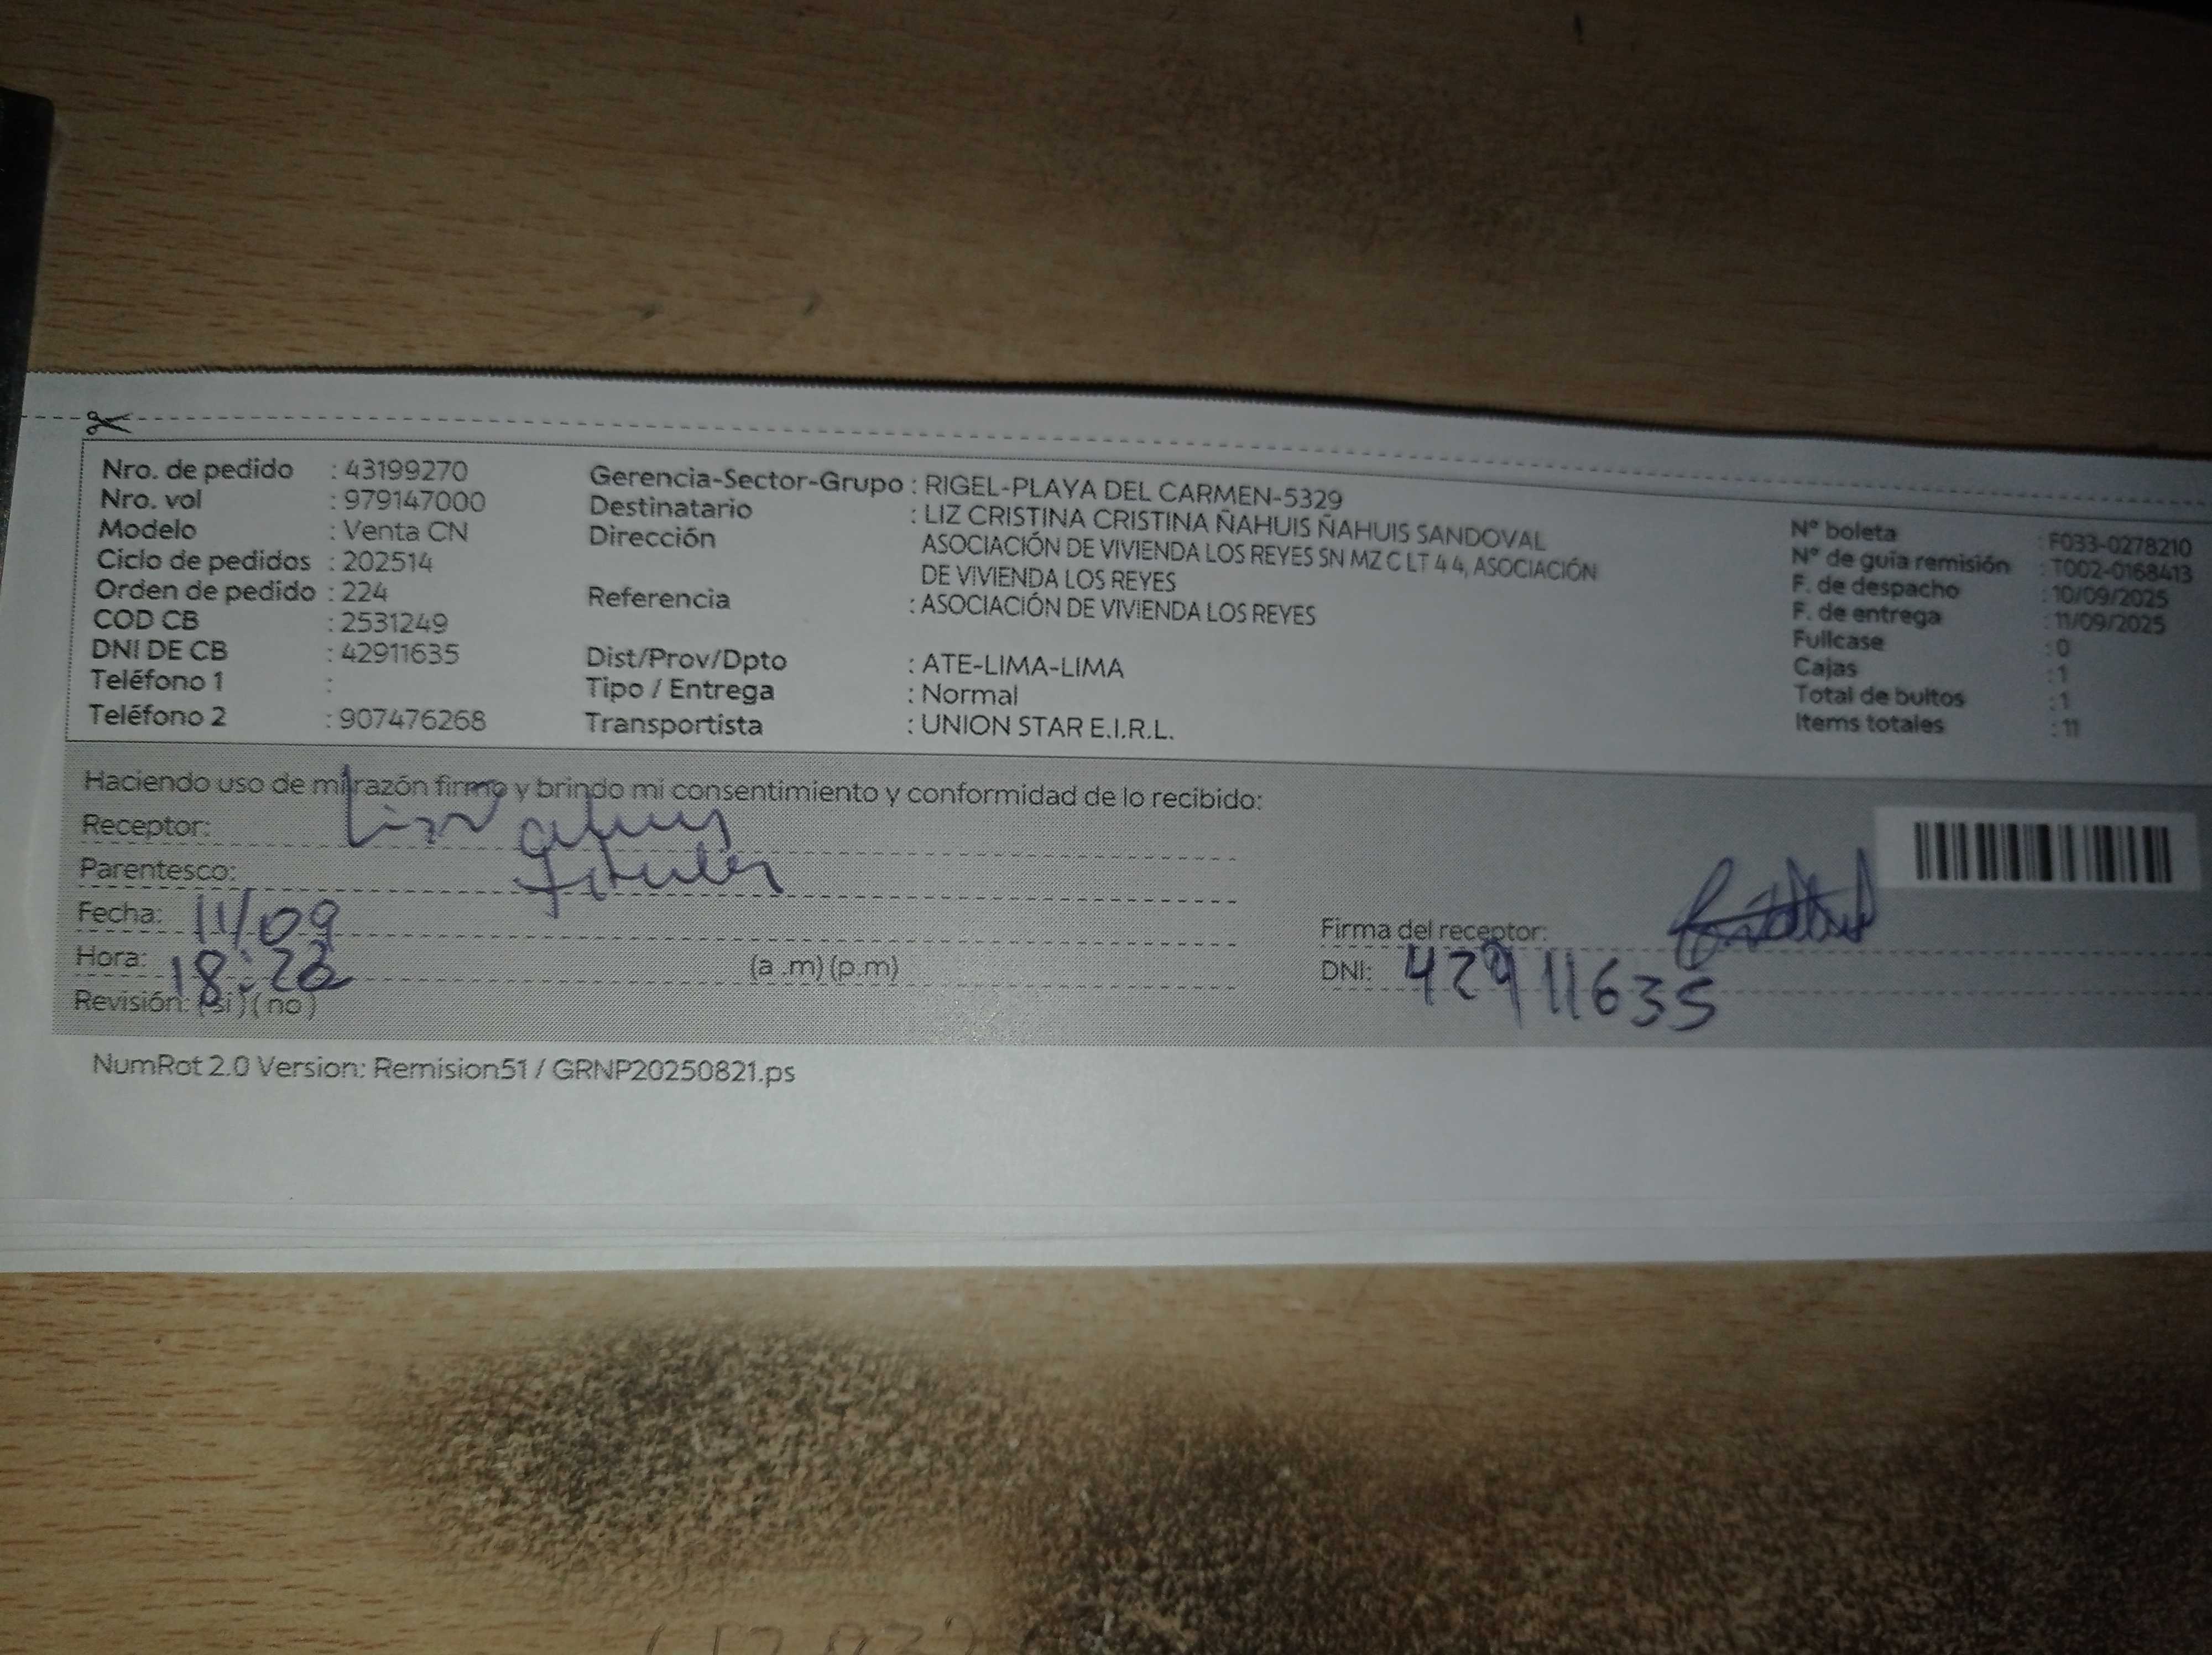 Nro. de pedido : 43199270
Nro. vol : 979147000
Modelo : Venta CN
Ciclo de pedidos : 202514
Orden de pedido : 224
COD CB : 2531249
DNI DE CB : 42911635
Teléfono 1 :
Teléfono 2 : 907476268
Gerencia-Sector-Grupo : RIGEL-PLAYA DEL CARMEN-5329
Destinatario : LIZ CRISTINA CRISTINA ÑAHUIS ÑAHUIS SANDOVAL
Dirección ASOCIACIÓN DE VIVIENDA LOS REYES SN MZ C LT 4 4, ASOCIACIÓN
DE VIVIENDA LOS REYES
Referencia : ASOCIACIÓN DE VIVIENDA LOS REYES
Dist/Prov/Dpto : ATE-LIMA-LIMA
Tipo / Entrega : Normal
Transportista : UNION STAR E.I.R.L.
Nº boleta : F033-0278210
Nº de guía remisión : T002-0168413
F. de despacho : 10/09/2025
F. de entrega : 11/09/2025
Fullcase : 0
Cajas : 1
Total de bultos : 1
Items totales : 11
Haciendo uso de mi razón firmo y brindo mi consentimiento y conformidad de lo recibido:
Receptor:
Parentesco: titular
Fecha: 11/09
Hora: 18: (a .m) (p.m)
Revisión: (si) ( no )
Firma del receptor:
DNI: 42911635
NumRot 2.0 Version: Remision51 / GRNP20250821.ps